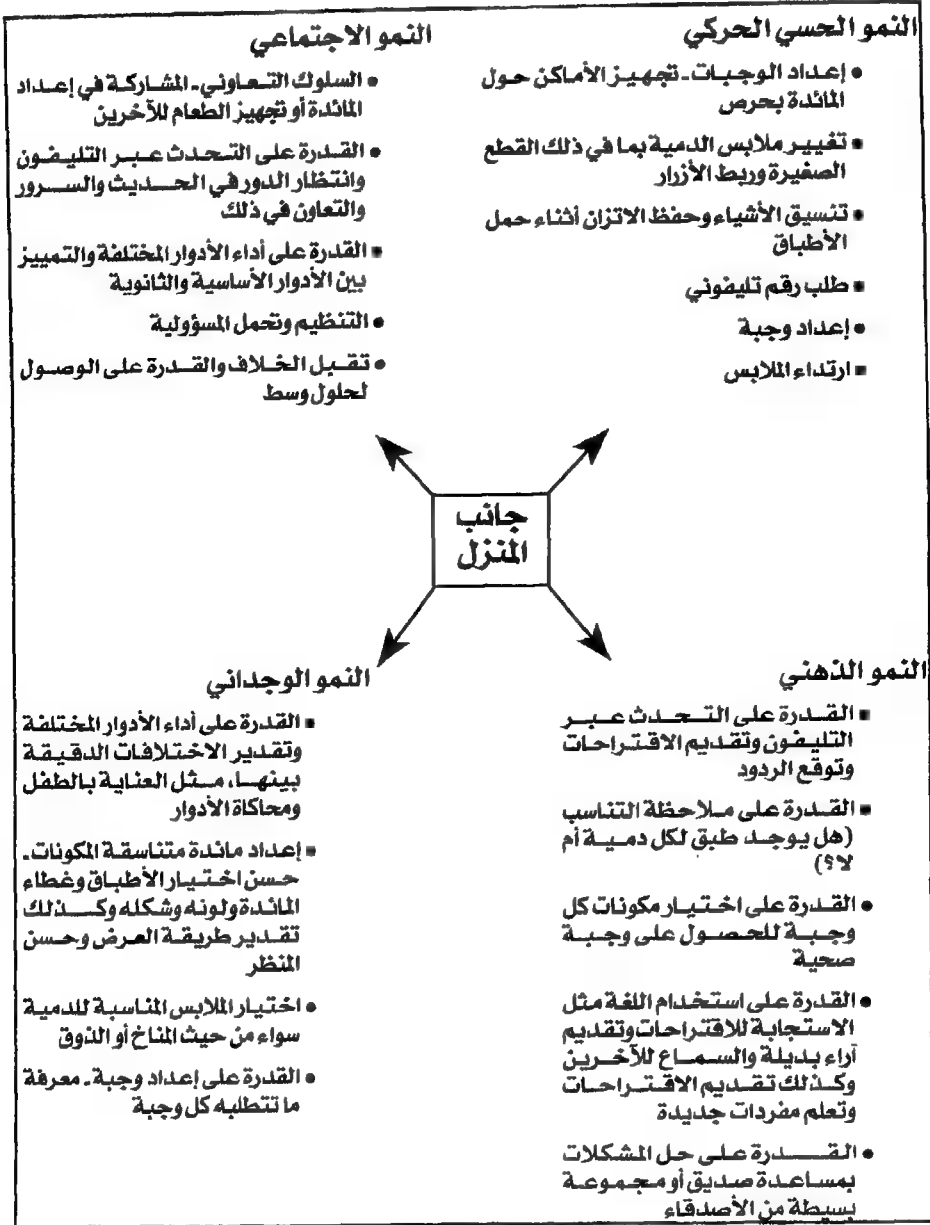 النمو الحسي الحركي
● إعداد الوجبات ـ تجهيز الأماكن حول
المائدة بحرص
● تغيير ملابس الدمية بما في ذلك القطع
الصغيرة وربط الأزرار
● تنسيق الأشياء وحفظ الاتزان أثناء حمل
الأطباق
■ طلب رقم تليفوني
● إعداد وجبة
■ ارتداء الملابس
النمو الاجتماعي
● السلوك التعاوني ـ المشاركة في إعداد
المائدة أو تجهيز الطعام للآخرين
● القدرة على التحدث عبر التليفون
وانتظار الدور في الحديث والسرور
والتعاون في ذلك
■ القدرة على أداء الأدوار المختلفة والتمييز
بين الأدوار الأساسية والثانوية
● التنظيم وتحمل المسؤولية
● تقبل الخلاف والقدرة على الوصول
لحلول وسط
جانب
المنزل
النمو الذهني
■ القدرة على التحدث عبر
التليفون وتقديم الاقتراحات
وتوقع الردود
■ القدرة على ملاحظة التناسب
(هل يوجد طبق لكل دمية أم
لا؟)
● القدرة على اختيار مكونات كل
وجبة للحصول على وجبة
صحية
● القدرة على استخدام اللغة مثل
الاستجابة للاقتراحات وتقديم
آراء بديلة والسماع للآخرين
وكذلك تقديم الاقتراحات
وتعلم مفردات جديدة
● القدرة على حل المشكلات
بمساعدة صديق أو مجموعة
بسيطة من الأصدقاء
النمو الوجداني
■ القدرة على أداء الأدوار المختلفة
وتقدير الاختلافات الدقيقة
بينها، مثل العناية بالطفل
ومحاكاة الأدوار
■ إعداد مائدة متناسقة المكونات ـ
حسن اختيار الأطباق وغطاء
المائدة ولونه وشكله وكذلك
تقدير طريقة العرض وحسن
المنظر
● اختيار الملابس المناسبة للدمية
سواء من حيث المناخ أو الذوق
● القدرة على إعداد وجبة ـ معرفة
ما تتطلبه كل وجبة